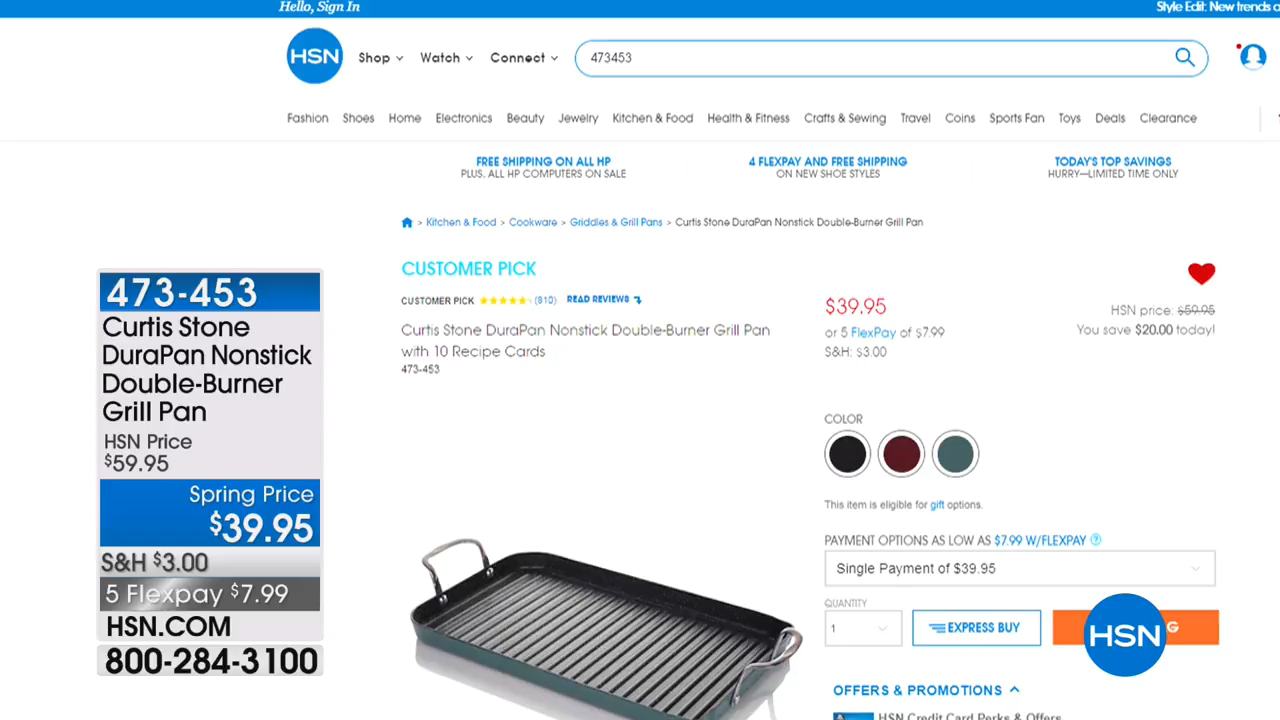 Hello, Sign In
Style Edit: New trends
HSN
Shop
Watch
Connect
473453
Fashion
Shoes
Home
Electronics
Beauty
Jewelry
Kitchen & Food
Health & Fitness
Crafts & Sewing
Travel
Coins
Sports Fan
Toys
Deals
Clearance
FREE SHIPPING ON ALL HP
PLUS, ALL HP COMPUTERS ON SALE
4 FLEXPAY AND FREE SHIPPING
ON NEW SHOE STYLES
TODAY'S TOP SAVINGS
HURRY—LIMITED TIME ONLY
> Kitchen & Food > Cookware > Griddles & Grill Pans > Curtis Stone DuraPan Nonstick Double-Burner Grill Pan
473-453
Curtis Stone
DuraPan Nonstick
Double-Burner
Grill Pan
HSN Price
$59.95
Spring Price
$39.95
S&H $3.00
5 Flexpay $7.99
HSN.COM
800-284-3100
CUSTOMER PICK
CUSTOMER PICK
(810)
READ REVIEWS
Curtis Stone DuraPan Nonstick Double-Burner Grill Pan
with 10 Recipe Cards
473-453
$39.95
or 5 FlexPay of $7.99
S&H: $3.00
HSN price: $59.95
You save $20.00 today!
COLOR
This item is eligible for gift options.
PAYMENT OPTIONS AS LOW AS $7.99 W/FLEXPAY ?
Single Payment of $39.95
QUANTITY
1
EXPRESS BUY
G
HSN
OFFERS & PROMOTIONS
HSN Credit Card Perks & Offers